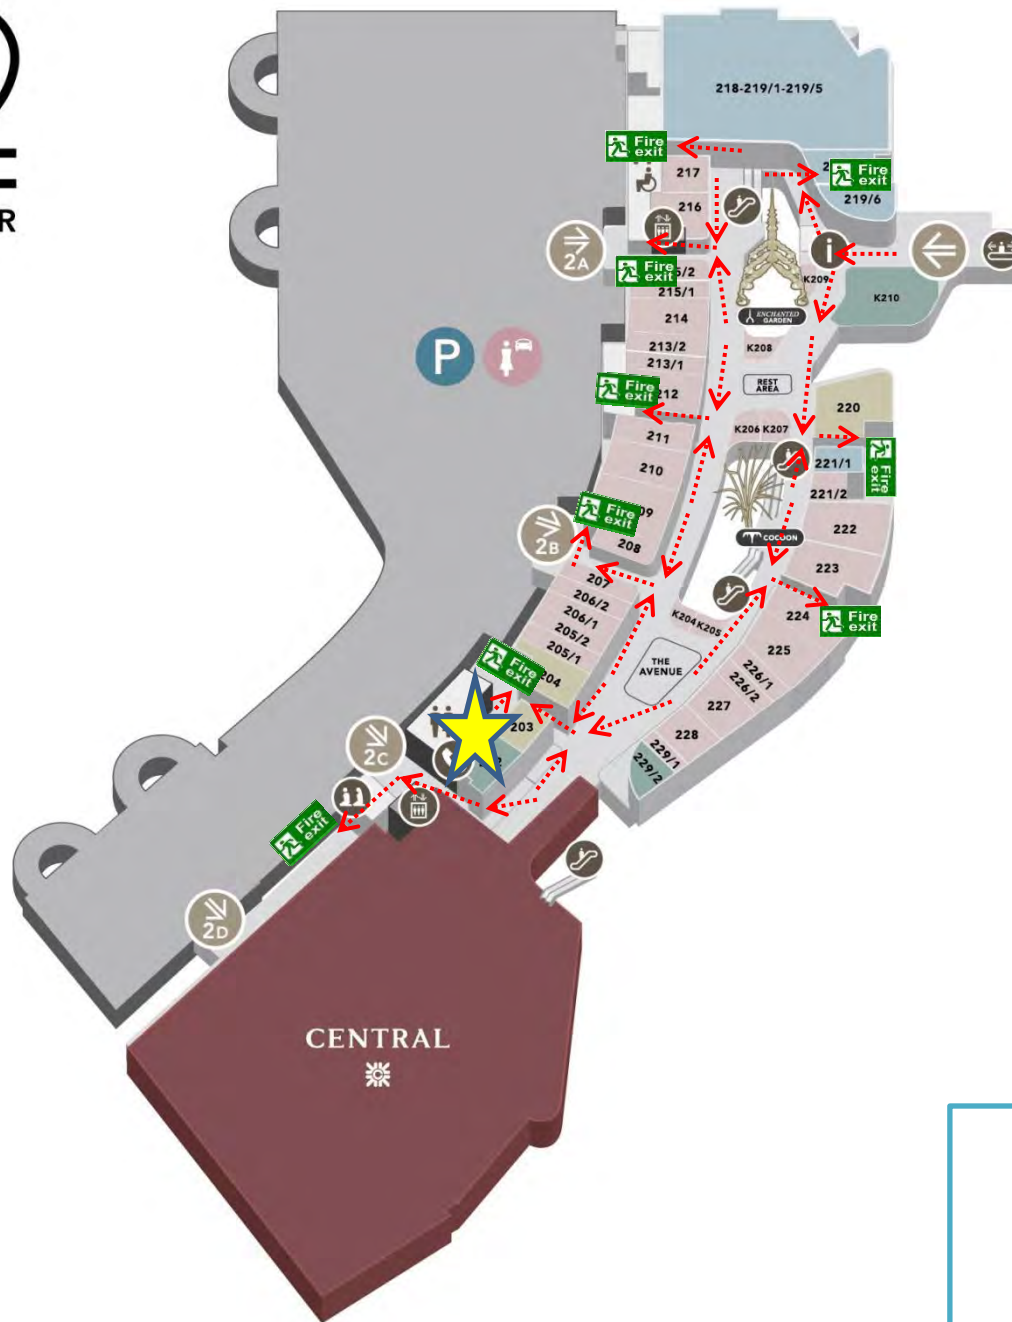 R
218-219/1-219/5
Fire
exit
217
Fire
exit
219/6
216
2A
Fire
exit
215/1
K209
K210
214
ENCHANTED
GARDEN
213/2
K208
213/1
P
REST
AREA
Fire
exit
212
220
K206 K207
211
Fire
exit
221/1
210
221/2
Fire
exit
222
2B
COCOON
208
223
207
206/2
K204 K205
224
Fire
exit
206/1
205/2
225
205/1
THE
AVENUE
Fire
exit
204
226/1
226/2
227
203
228
2C
229/1
229/2
Fire
exit
2D
CENTRAL